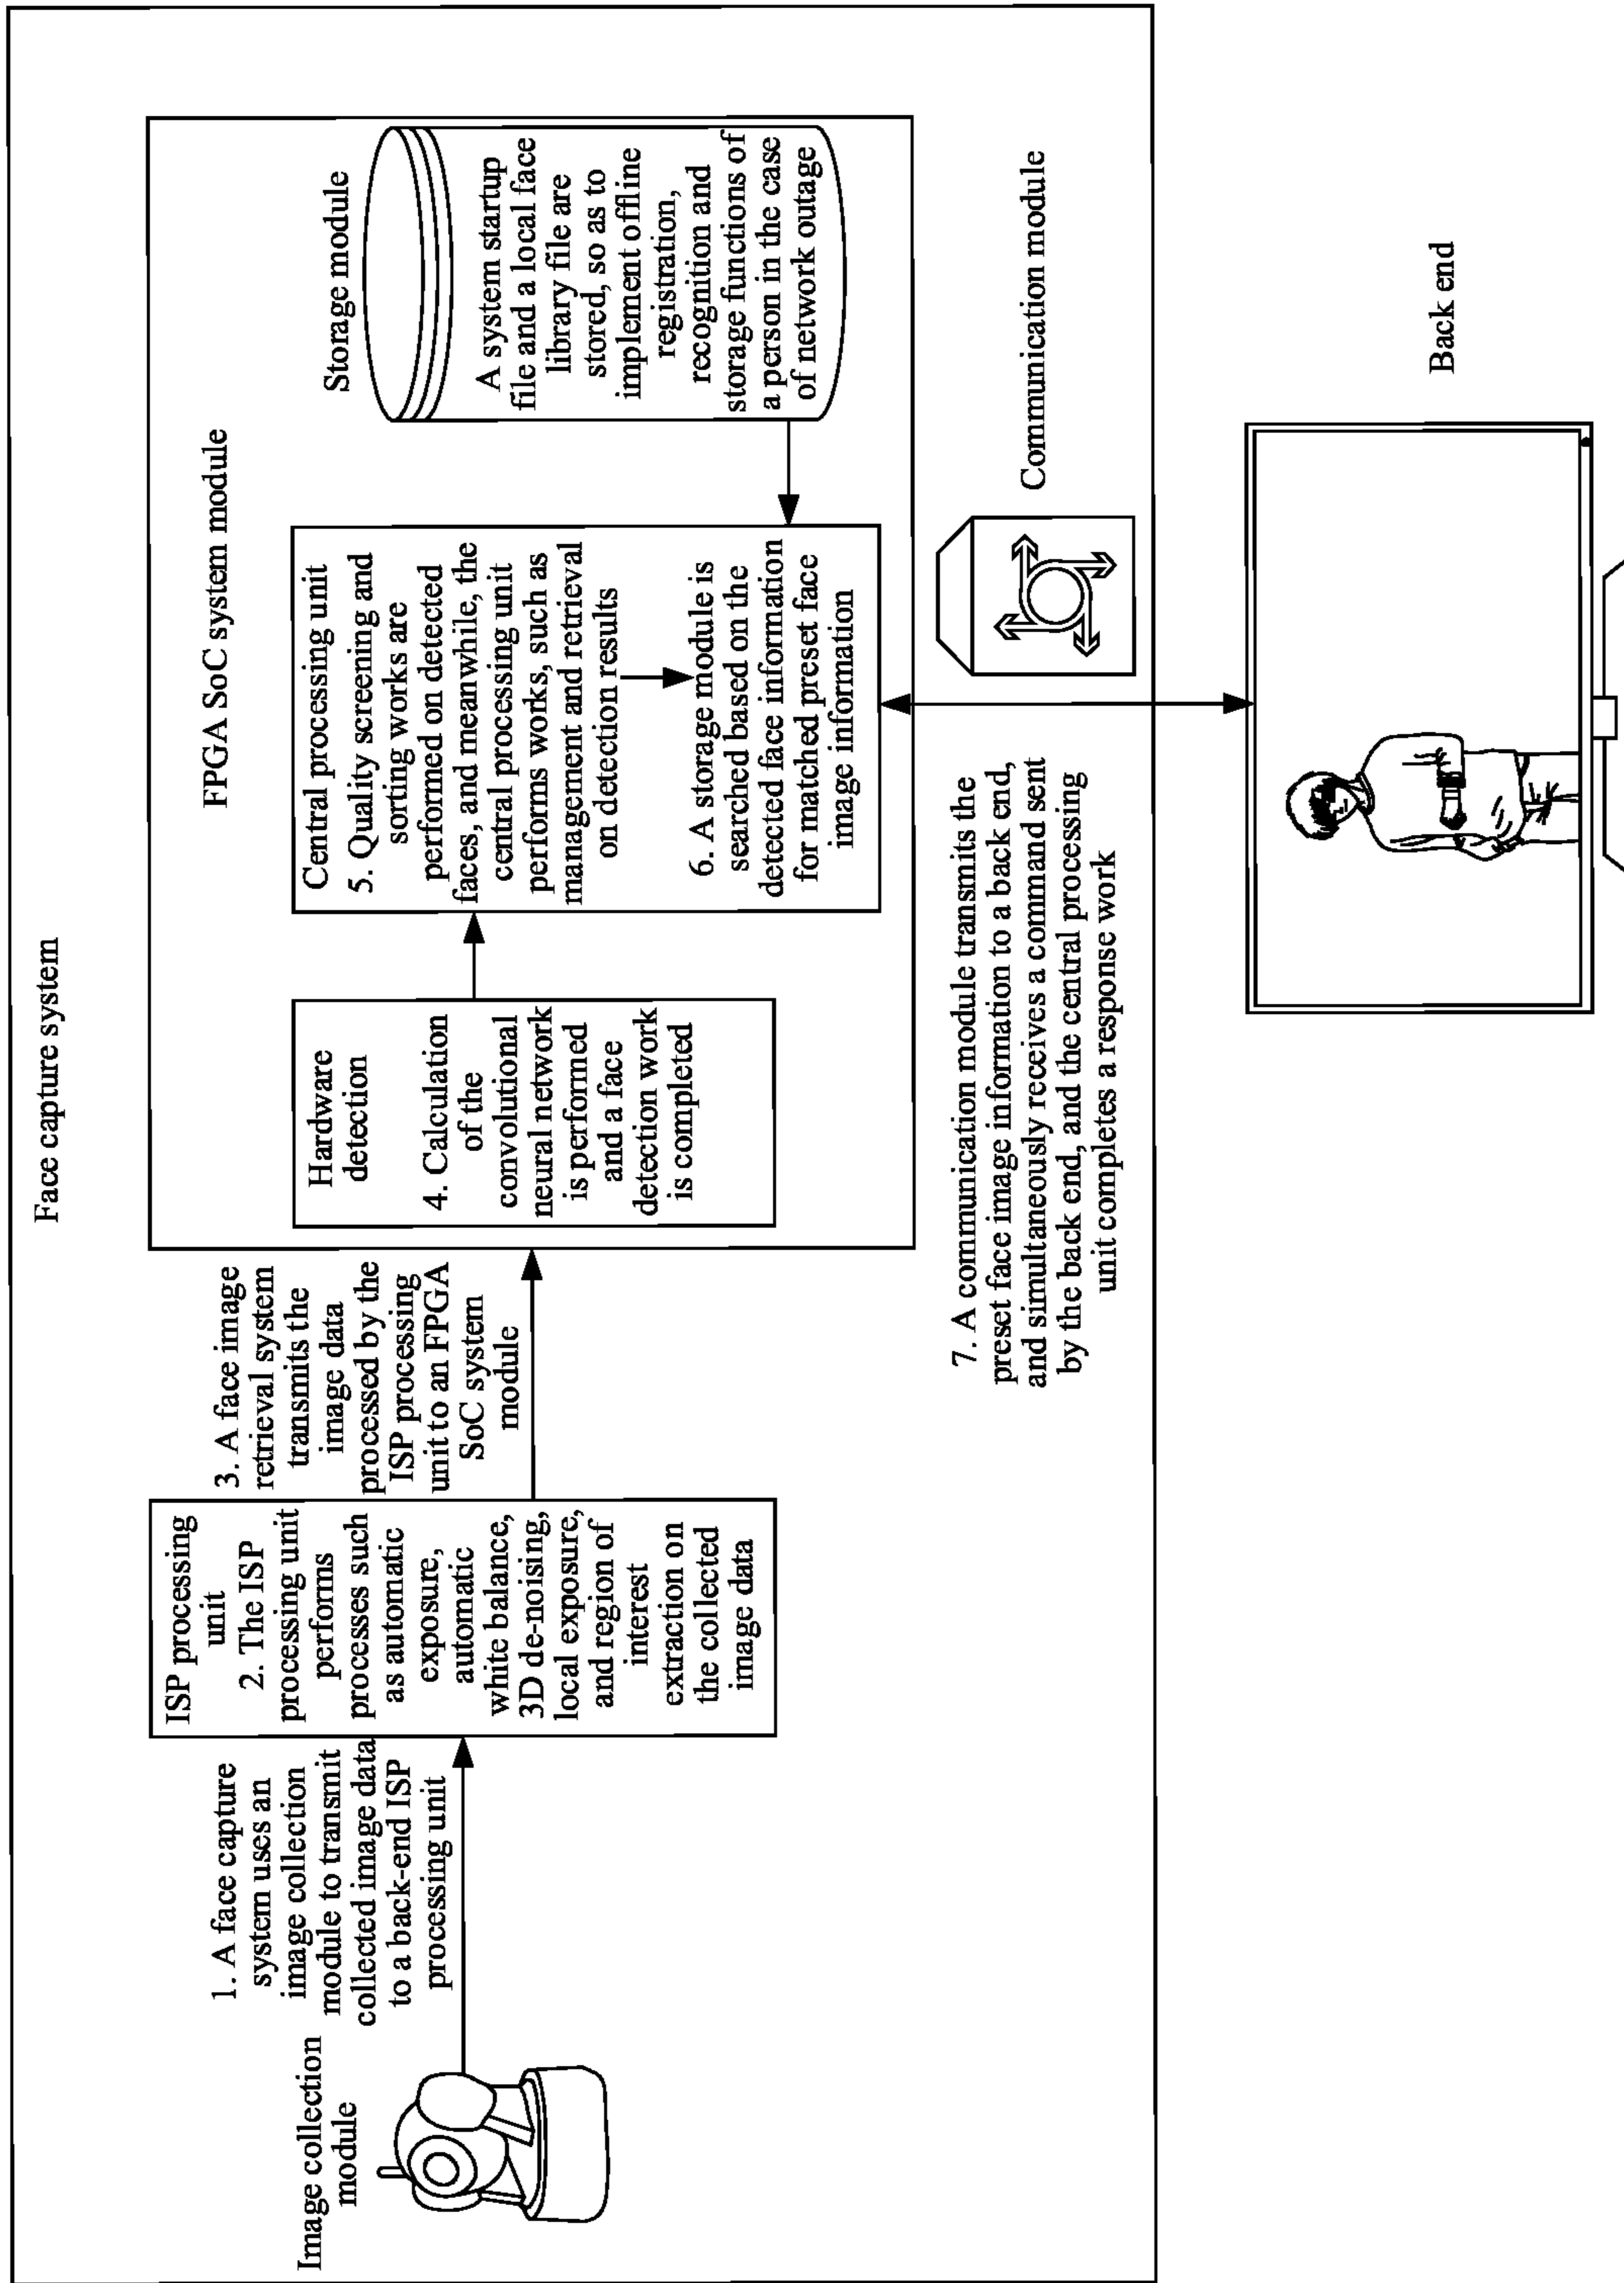 Face capture system
Image collection
module
1. A face capture
system uses an
image collection
module to transmit
collected image data
to a back-end ISP
processing unit
ISP processing
unit
2. The ISP
processing unit
performs
processes such
as automatic
exposure,
automatic
white balance,
3D de-noising,
local exposure,
and region of
interest
extraction on
the collected
image data
3. A face image
retrieval system
transmits the
image data
processed by the
ISP processing
unit to an FPGA
SoC system
module
FPGA SoC system module
Hardware
detection
4. Calculation
of the
convolutional
neural network
is performed
and a face
detection work
is completed
Central processing unit
5. Quality screening and
sorting works are
performed on detected
faces, and meanwhile, the
central processing unit
performs works, such as
management and retrieval
on detection results
6. A storage module is
searched based on the
detected face information
for matched preset face
image information
Storage module
A system startup
file and a local face
library file are
stored, so as to
implement offline
registration,
recognition and
storage functions of
a person in the case
of network outage
7. A communication module transmits the
preset face image information to a back end,
and simultaneously receives a command sent
by the back end, and the central processing
unit completes a response work
Communication module
Back end